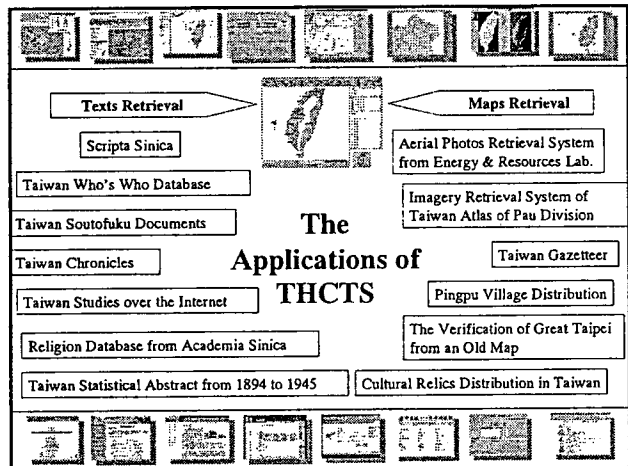 Texts Retrieval
Maps Retrieval
Scripta Sinica
Taiwan Who's Who Database
Taiwan Soutofuku Documents
Taiwan Chronicles
Taiwan Studies over the Internet
Religion Database from Academia Sinica
Taiwan Statistical Abstract from 1894 to 1945
The
Applications of
THCTS
Aerial Photos Retrieval System
from Energy & Resources Lab.
Imagery Retrieval System of
Taiwan Atlas of Pau Division
Taiwan Gazetteer
Pingpu Village Distribution
The Verification of Great Taipei
from an Old Map
Cultural Relics Distribution in Taiwan